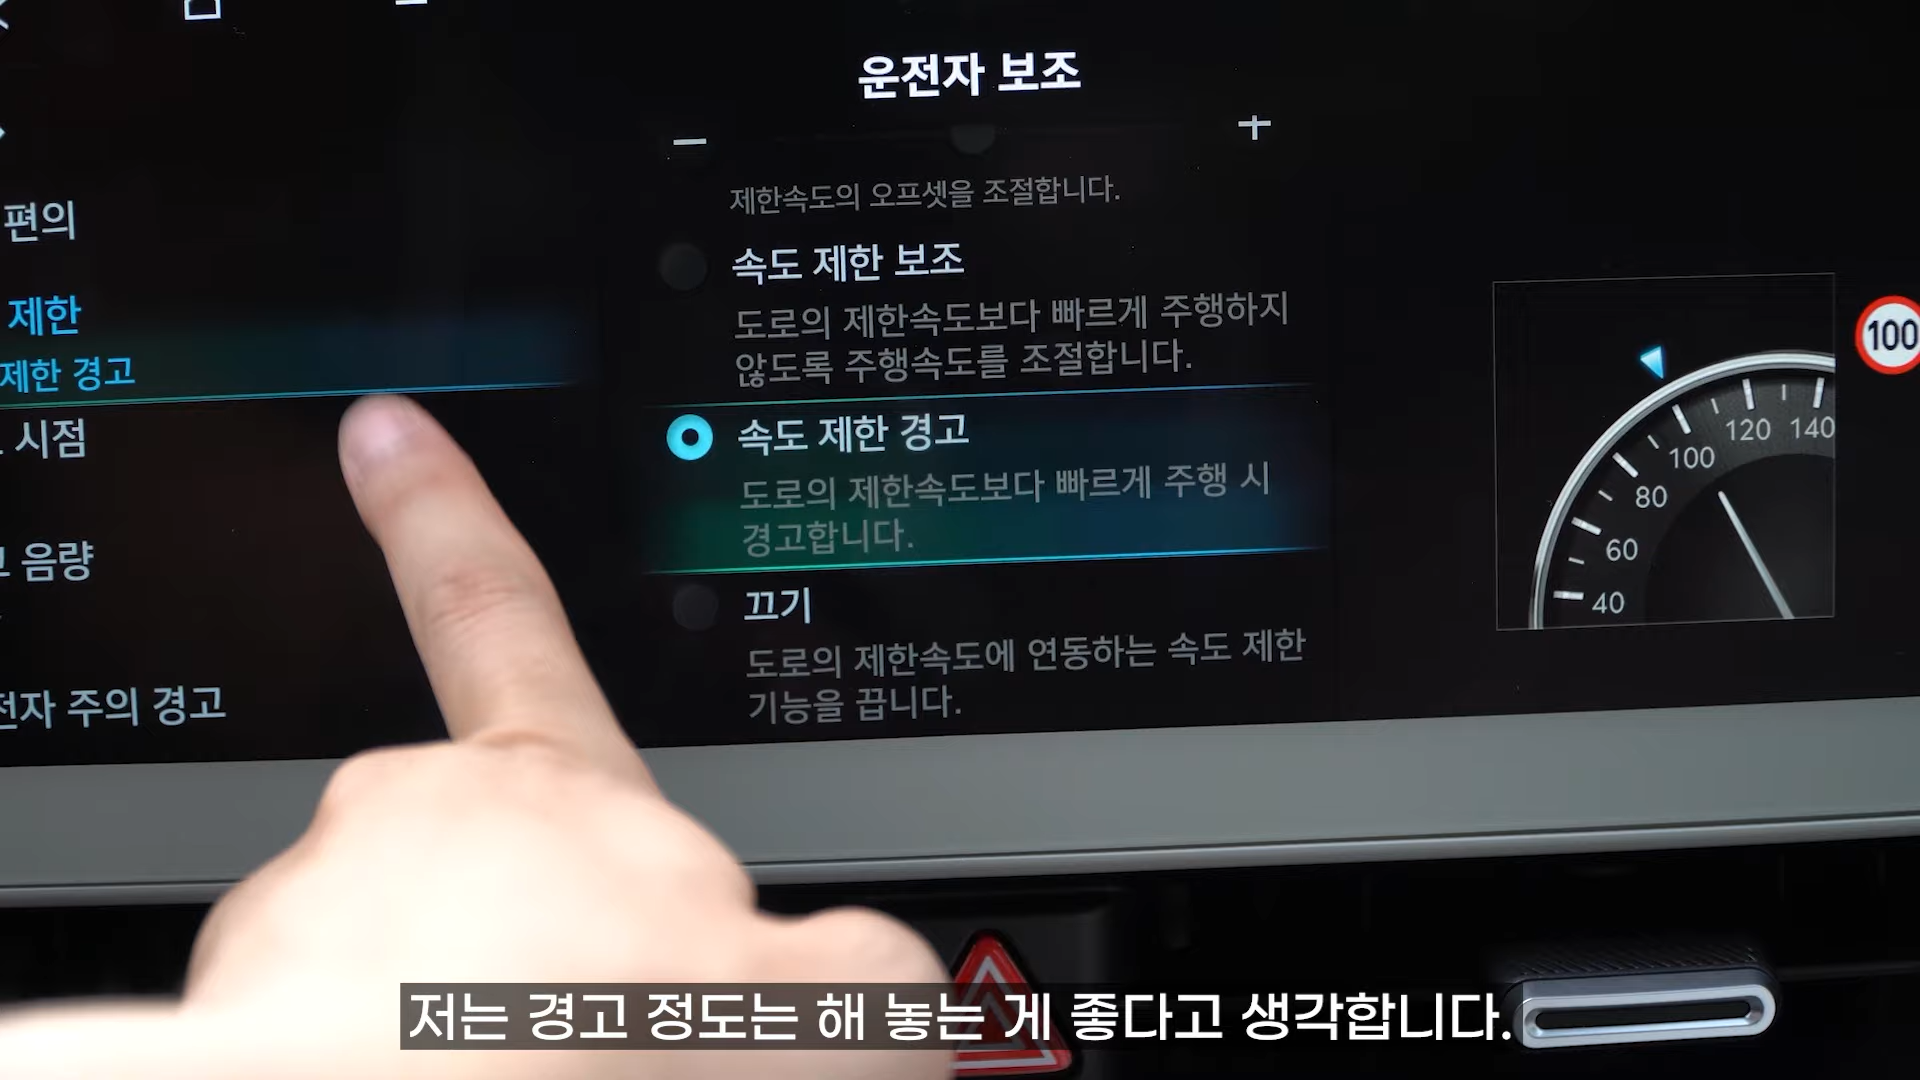 운전자 보조
제한속도의 오프셋을 조절합니다.
속도 제한 보조
도로의 제한속도보다 빠르게 주행하지
않도록 주행속도를 조절합니다.
속도 제한 경고
도로의 제한속도보다 빠르게 주행 시
경고합니다.
끄기
도로의 제한속도에 연동하는 속도 제한
기능을 끕니다.
편의
제한
제한 경고
시점
음량
전자 주의 경고
40
60
80
100
120
140
100
저는 경고 정도는 해 놓는 게 좋다고 생각합니다.